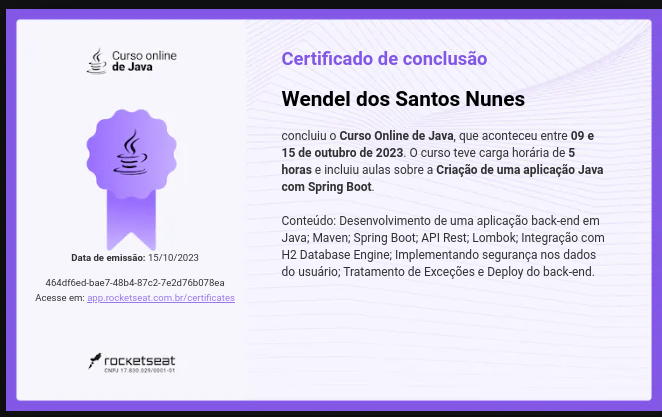 Curso online
de Java
Data de emissão: 15/10/2023
464df6ed-bae7-48b4-87c2-7e2d76b078ea
Acesse em: app.rocketseat.com.br/certificates
rocketseat
CNPJ 17.830.029/0001-01
Certificado de conclusão
Wendel dos Santos Nunes
concluiu o Curso Online de Java, que aconteceu entre 09 e
15 de outubro de 2023. O curso teve carga horária de 5
horas e incluiu aulas sobre a Criação de uma aplicação Java
com Spring Boot.
Conteúdo: Desenvolvimento de uma aplicação back-end em
Java; Maven; Spring Boot; API Rest; Lombok; Integração com
H2 Database Engine; Implementando segurança nos dados
do usuário; Tratamento de Exceções e Deploy do back-end.